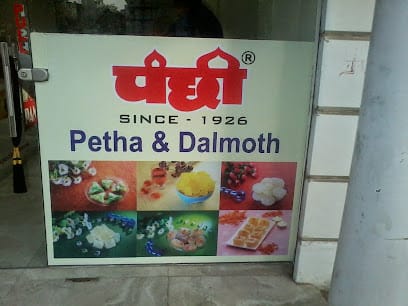 पंछी ®
SINCE - 1926
Petha & Dalmoth